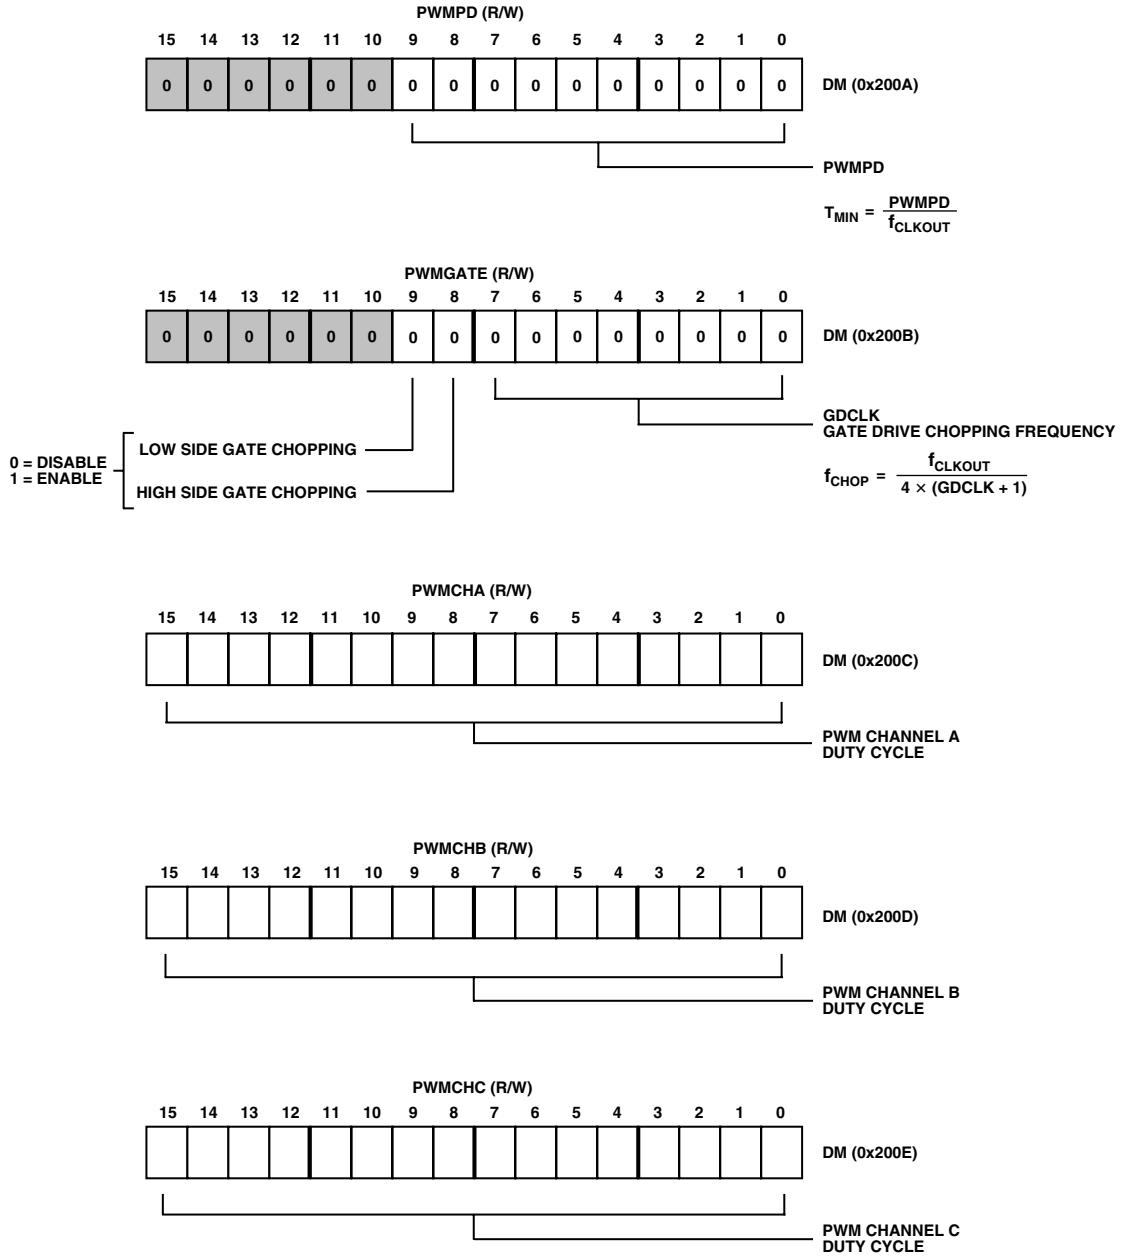 PWMPD (R/W)
15 14 13 12 11 10 9 8 7 6 5 4 3 2 1 0
0 0 0 0 0 0 0 0 0 0 0 0 0 0 0 0 DM (0x200A)
PWMPD
T_MIN = PWMPD / f_CLKOUT
PWMGATE (R/W)
15 14 13 12 11 10 9 8 7 6 5 4 3 2 1 0
0 0 0 0 0 0 0 0 0 0 0 0 0 0 0 0 DM (0x200B)
GDCLK
GATE DRIVE CHOPPING FREQUENCY
f_CHOP = f_CLKOUT / 4 × (GDCLK + 1)
0 = DISABLE
1 = ENABLE
LOW SIDE GATE CHOPPING
HIGH SIDE GATE CHOPPING
PWMCHA (R/W)
15 14 13 12 11 10 9 8 7 6 5 4 3 2 1 0
DM (0x200C)
PWM CHANNEL A
DUTY CYCLE
PWMCHB (R/W)
15 14 13 12 11 10 9 8 7 6 5 4 3 2 1 0
DM (0x200D)
PWM CHANNEL B
DUTY CYCLE
PWMCHC (R/W)
15 14 13 12 11 10 9 8 7 6 5 4 3 2 1 0
DM (0x200E)
PWM CHANNEL C
DUTY CYCLE